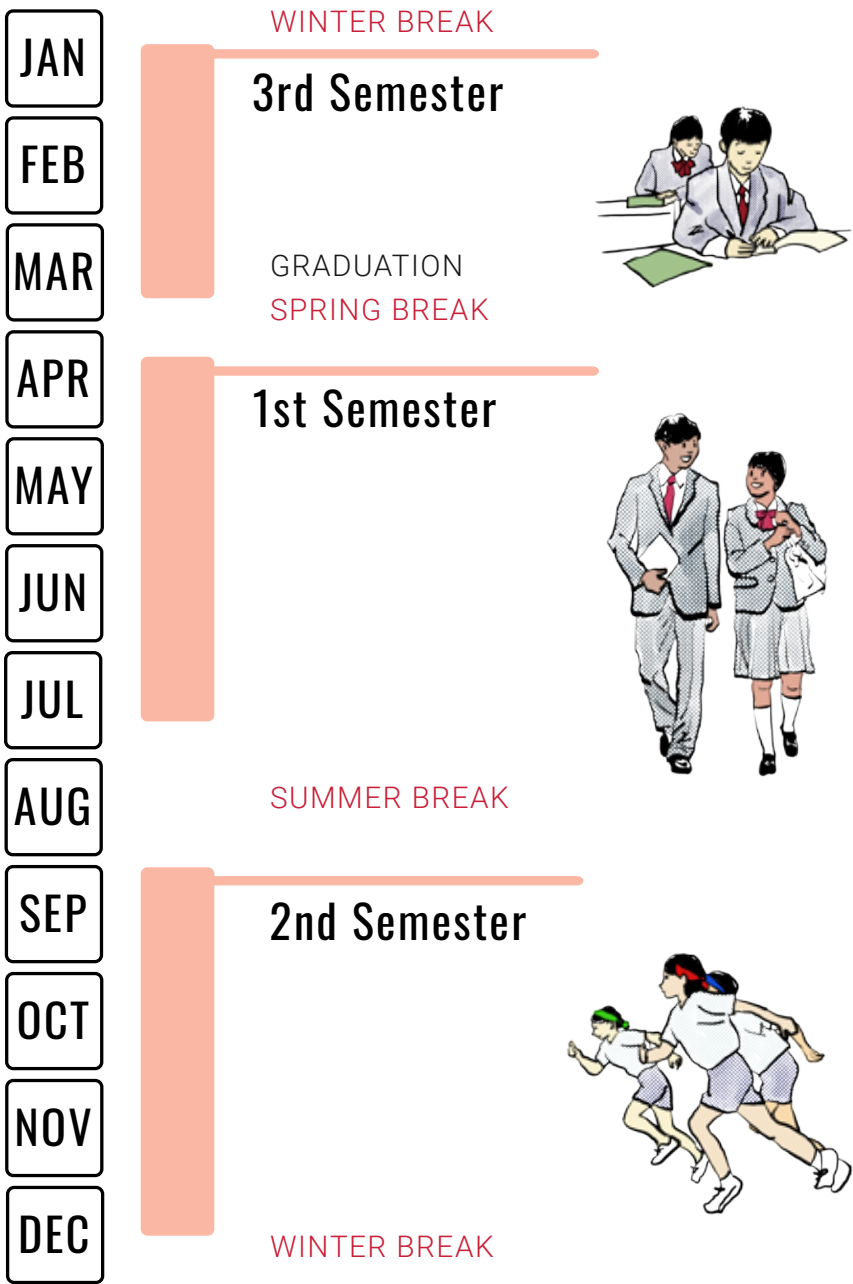 JAN
WINTER BREAK
3rd Semester
FEB
MAR
GRADUATION
SPRING BREAK
APR
1st Semester
MAY
JUN
JUL
AUG
SUMMER BREAK
SEP
2nd Semester
OCT
NOV
DEC
WINTER BREAK